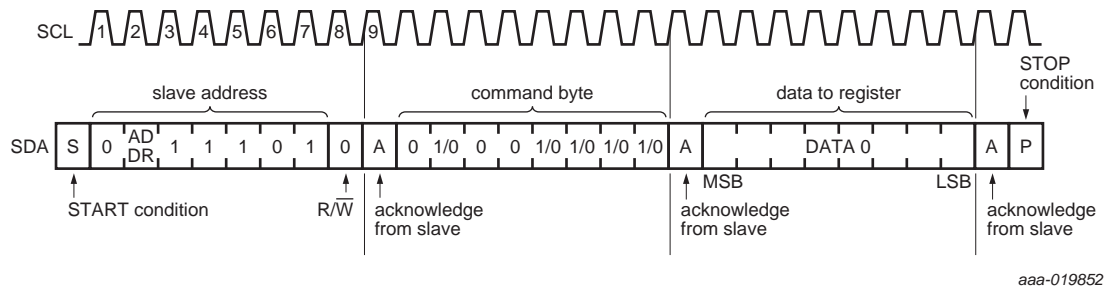 SCL 1 2 3 4 5 6 7 8 9
STOP
condition
slave address command byte data to register
SDA S 0 AD
DR 1 1 1 0 1 0 A 0 1/0 0 0 1/0 1/0 1/0 1/0 A DATA 0 A P
MSB LSB
START condition R/W̅ acknowledge
from slave
acknowledge
from slave
acknowledge
from slave
aaa-019852